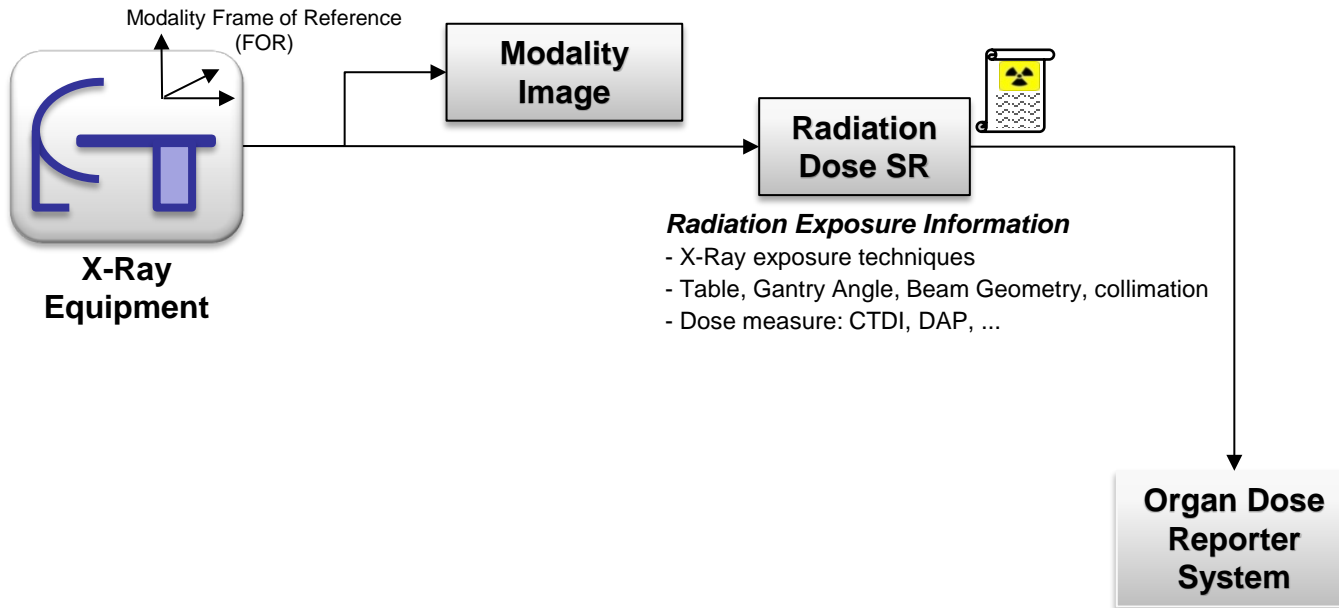 Modality Frame of Reference
(FOR)
Modality
Image
Radiation
Dose SR
X-Ray
Equipment
Radiation Exposure Information
- X-Ray exposure techniques
- Table, Gantry Angle, Beam Geometry, collimation
- Dose measure: CTDI, DAP, ...
Organ Dose
Reporter
System